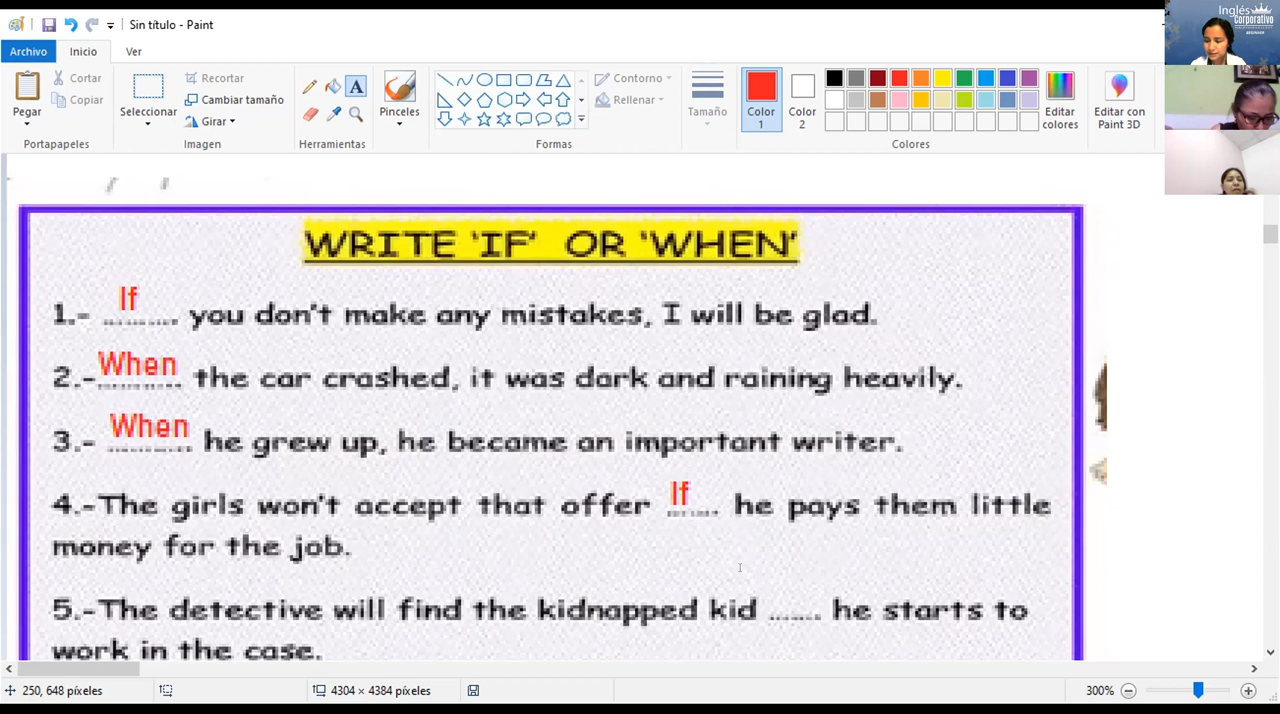 Sin título - Paint
Inglés
Corporativo
BEGINNER
Archivo Inicio Ver
Pegar
Cortar
Copiar
Portapapeles
Seleccionar
Recortar
Cambiar tamaño
Girar
Imagen
A
Herramientas
Pinceles
Contorno
Rellenar
Formas
Tamaño
Color 1
Color 2
Editar colores
Colores
Editar con Paint 3D
WRITE 'IF' OR 'WHEN'
1.- If ........... you don't make any mistakes, I will be glad.
2.- When ............ the car crashed, it was dark and raining heavily.
3.- When ............ he grew up, he became an important writer.
4.-The girls won't accept that offer If ....... he pays them little
money for the job.
5.-The detective will find the kidnapped kid ....... he starts to
work in the case.
250, 648 píxeles
4304 × 4384 píxeles
300%